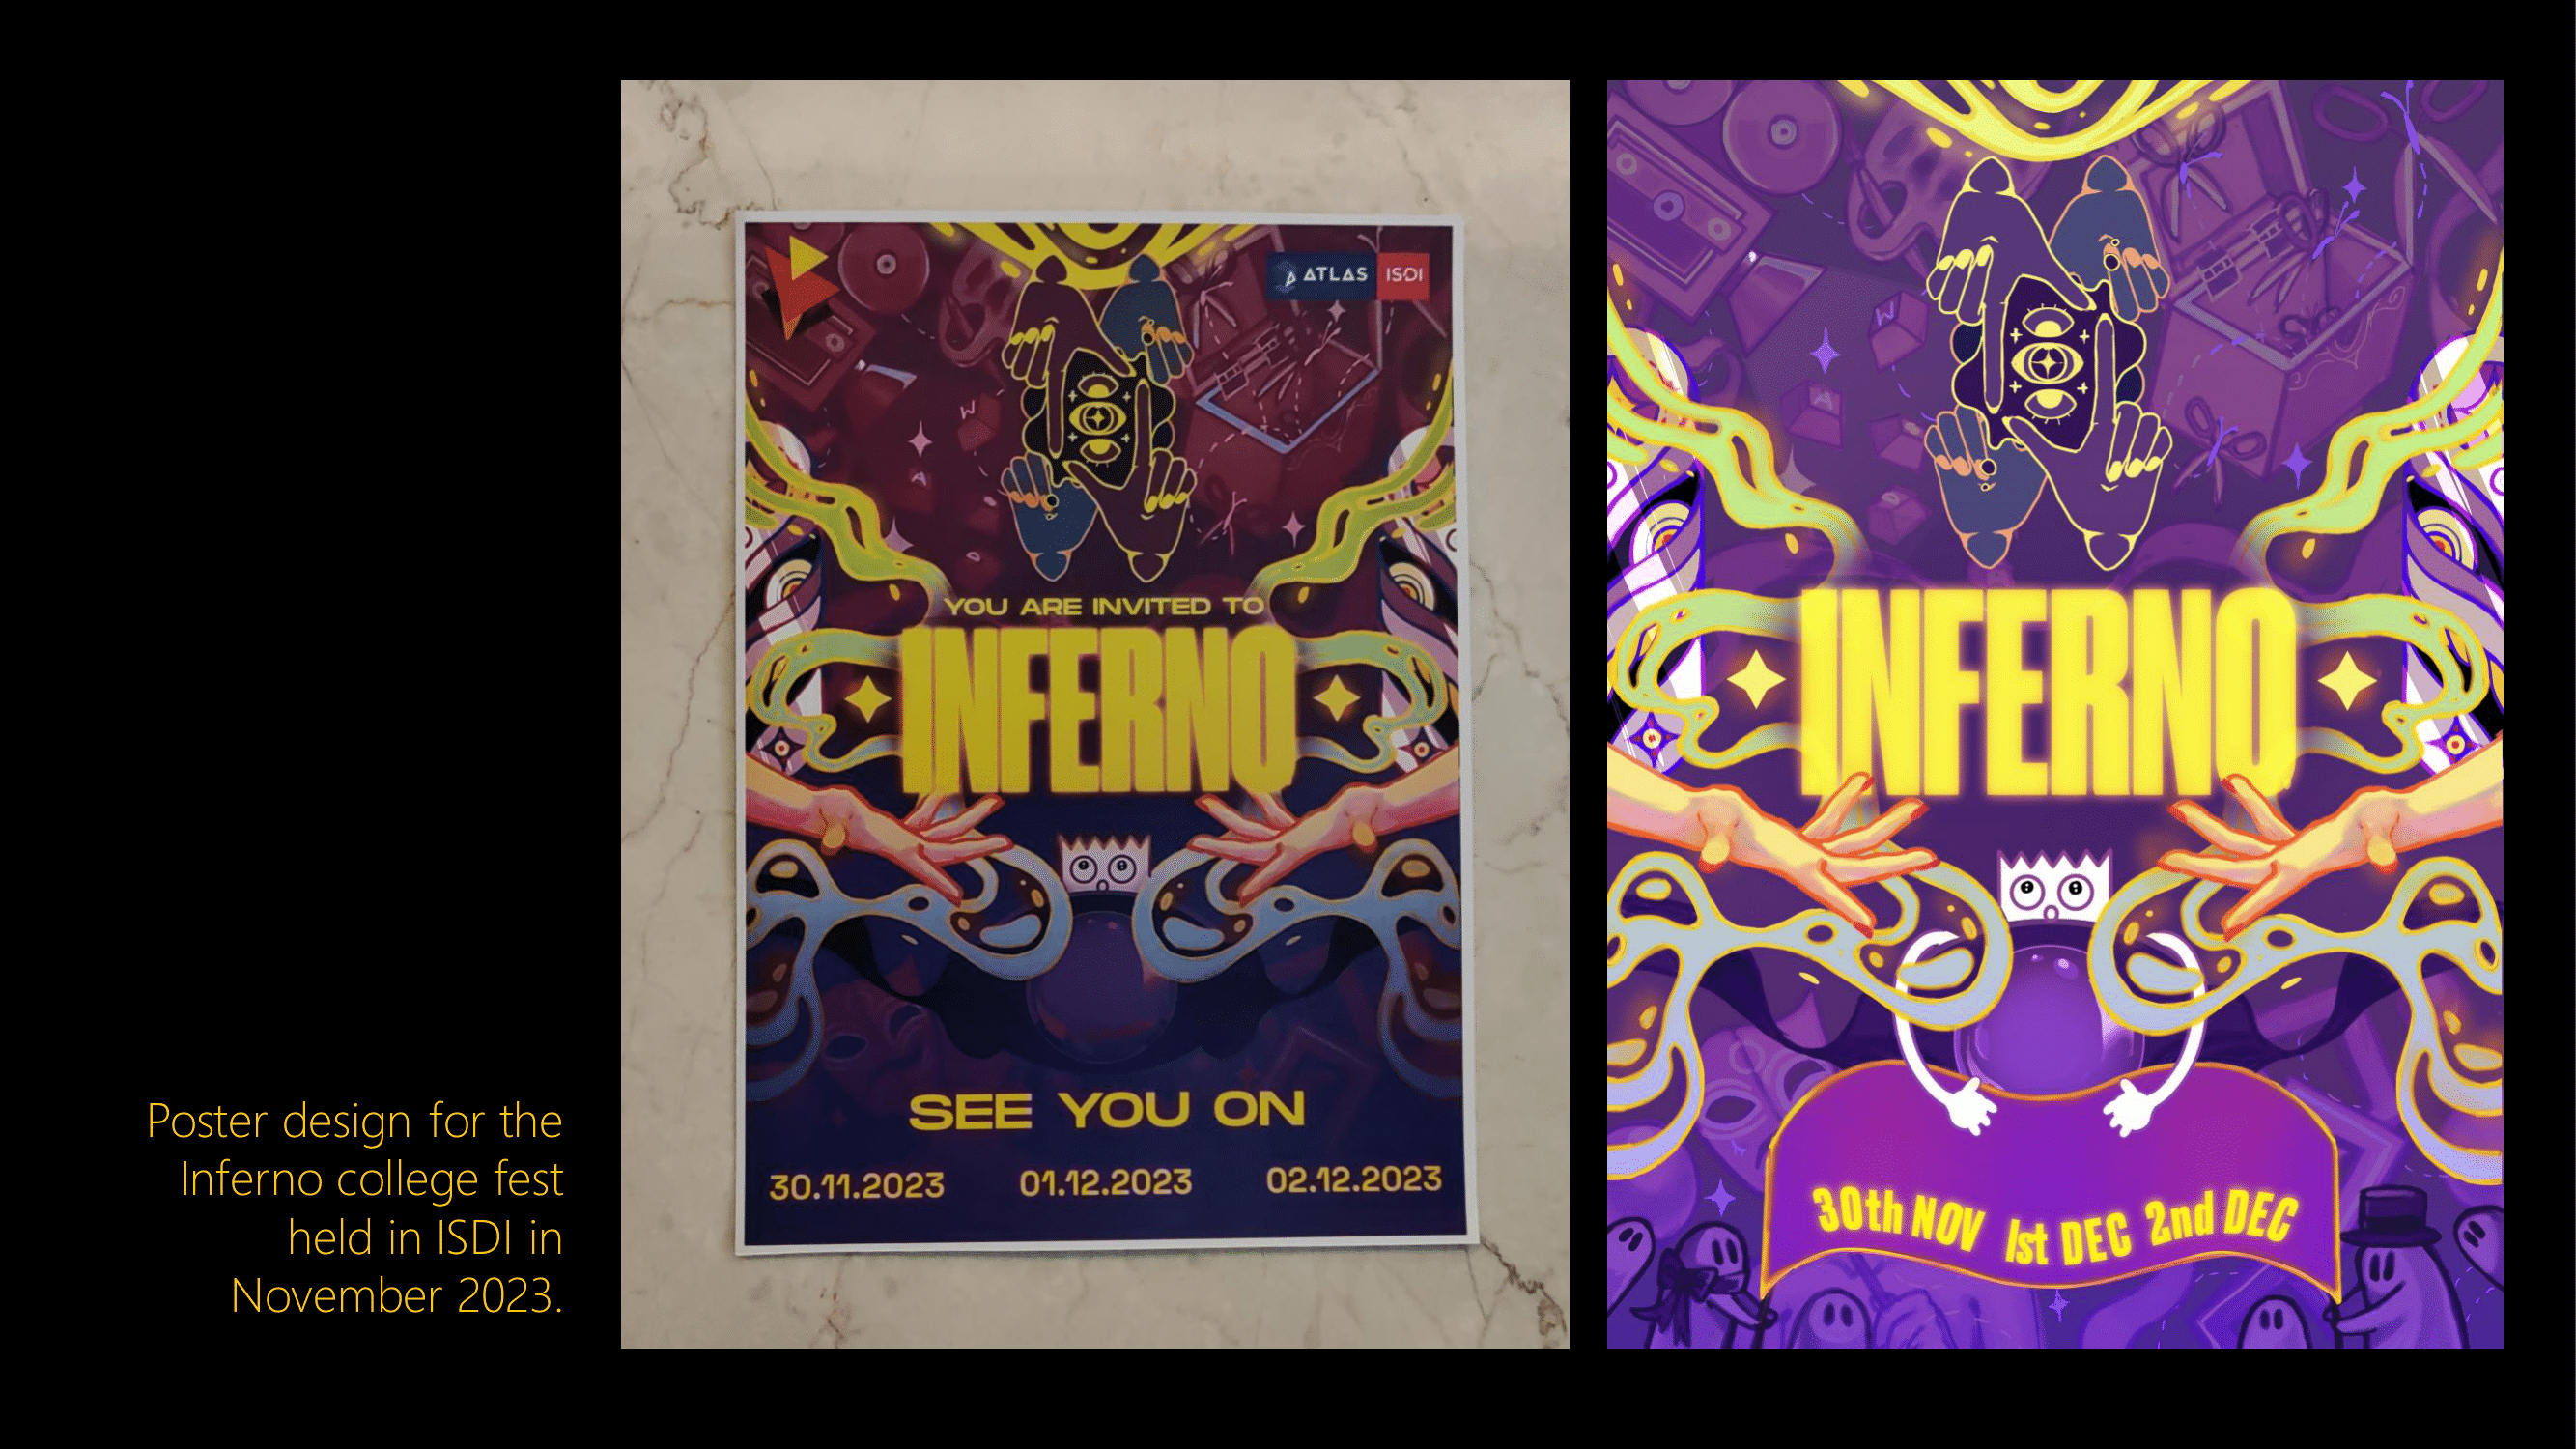 Poster design for the
Inferno college fest
held in ISDI in
November 2023.
ATLAS ISDI
W
A
YOU ARE INVITED TO
INFERNO
SEE YOU ON
30.11.2023 01.12.2023 02.12.2023
W
A
INFERNO
30th NOV 1st DEC 2nd DEC